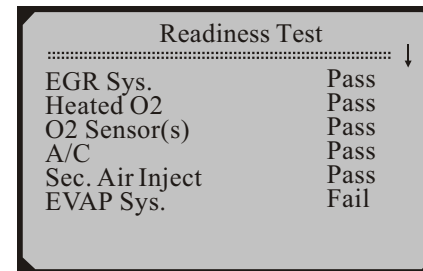 Readiness Test
EGR Sys. Pass
Heated O2 Pass
O2 Sensor(s) Pass
A/C Pass
Sec. Air Inject Pass
EVAP Sys. Fail